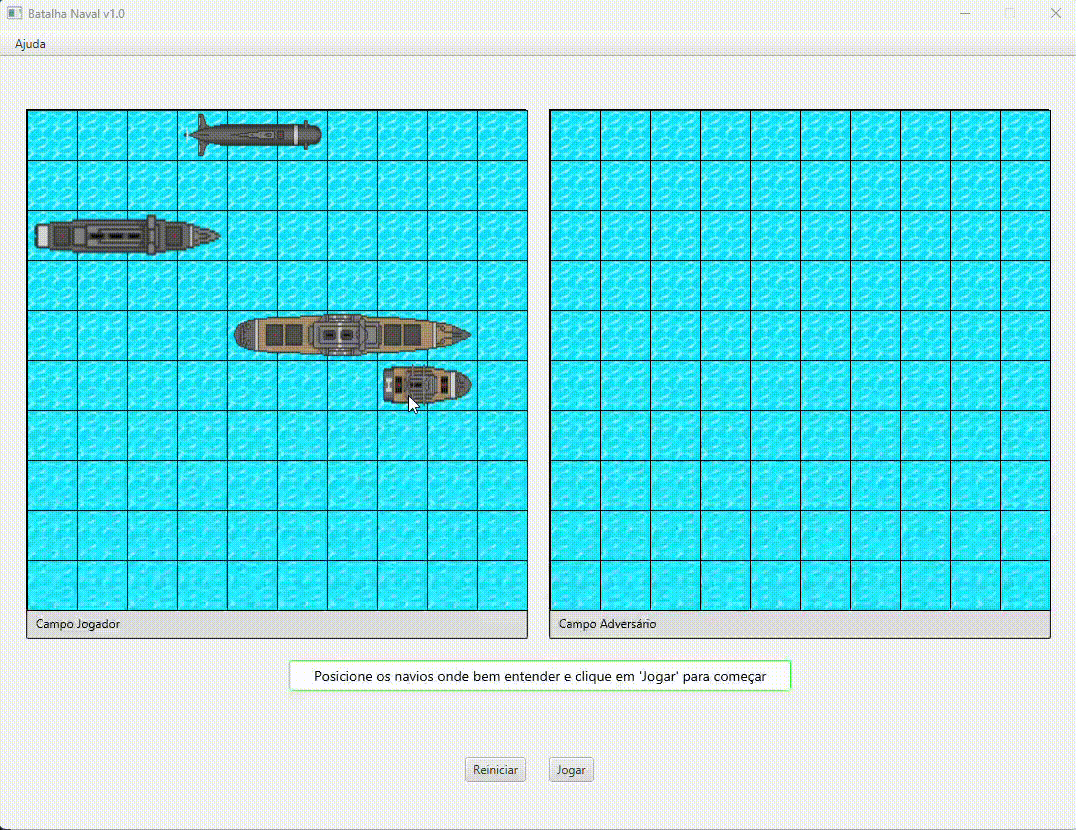 Batalha Naval v1.0
Ajuda
Campo Jogador
Campo Adversário
Posicione os navios onde bem entender e clique em 'Jogar' para começar
Reiniciar
Jogar